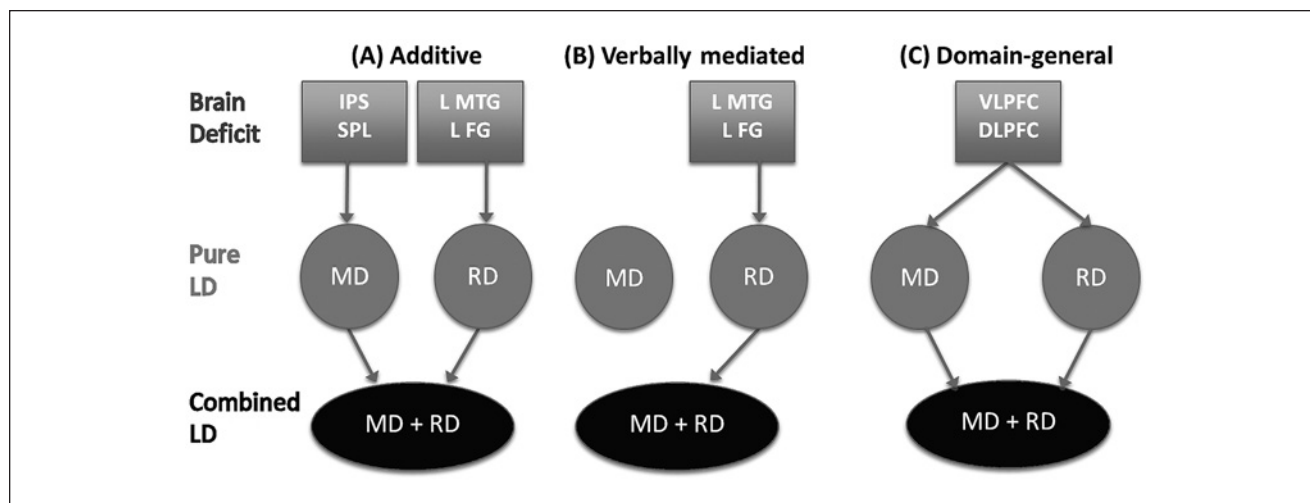 (A) Additive
(B) Verbally mediated
(C) Domain-general
Brain
Deficit
IPS
SPL
L MTG
L FG
L MTG
L FG
VLPFC
DLPFC
Pure
LD
MD
RD
MD
RD
MD
RD
Combined
LD
MD + RD
MD + RD
MD + RD